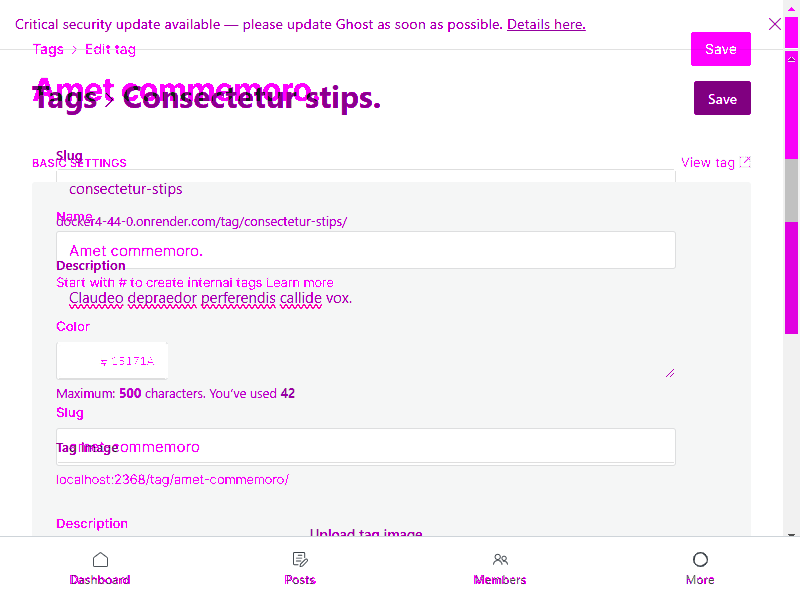 Critical security update available — please update Ghost as soon as possible. Details here.
Tags > Edit tag
Save
Amet commemoro.
Tags > Consectetur stips.
Save
Slug
BASIC SETTINGS
View tag
consectetur-stips
Name
docker4-44-0.onrender.com/tag/consectetur-stips/
Amet commemoro.
Description
Start with # to create internal tags Learn more
Claudeo depraedor perferendis callide vox.
Color
# 15171A
Maximum: 500 characters. You've used 42
Slug
amet-commemoro
Tag image
localhost:2368/tag/amet-commemoro/
Description
Upload tag image
Dashboard
Posts
Members
More